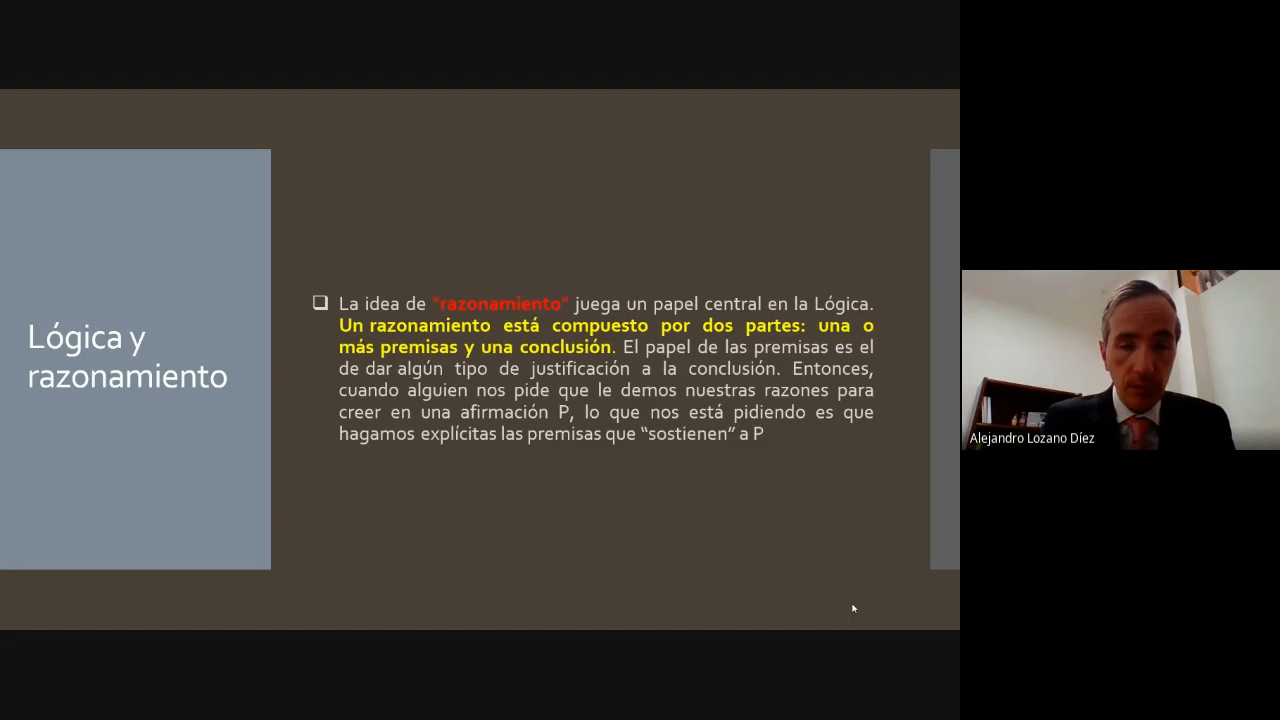 Lógica y
razonamiento
❑ La idea de "razonamiento" juega un papel central en la Lógica.
Un razonamiento está compuesto por dos partes: una o
más premisas y una conclusión. El papel de las premisas es el
de dar algún tipo de justificación a la conclusión. Entonces,
cuando alguien nos pide que le demos nuestras razones para
creer en una afirmación P, lo que nos está pidiendo es que
hagamos explícitas las premisas que “sostienen” a P
Alejandro Lozano Díez